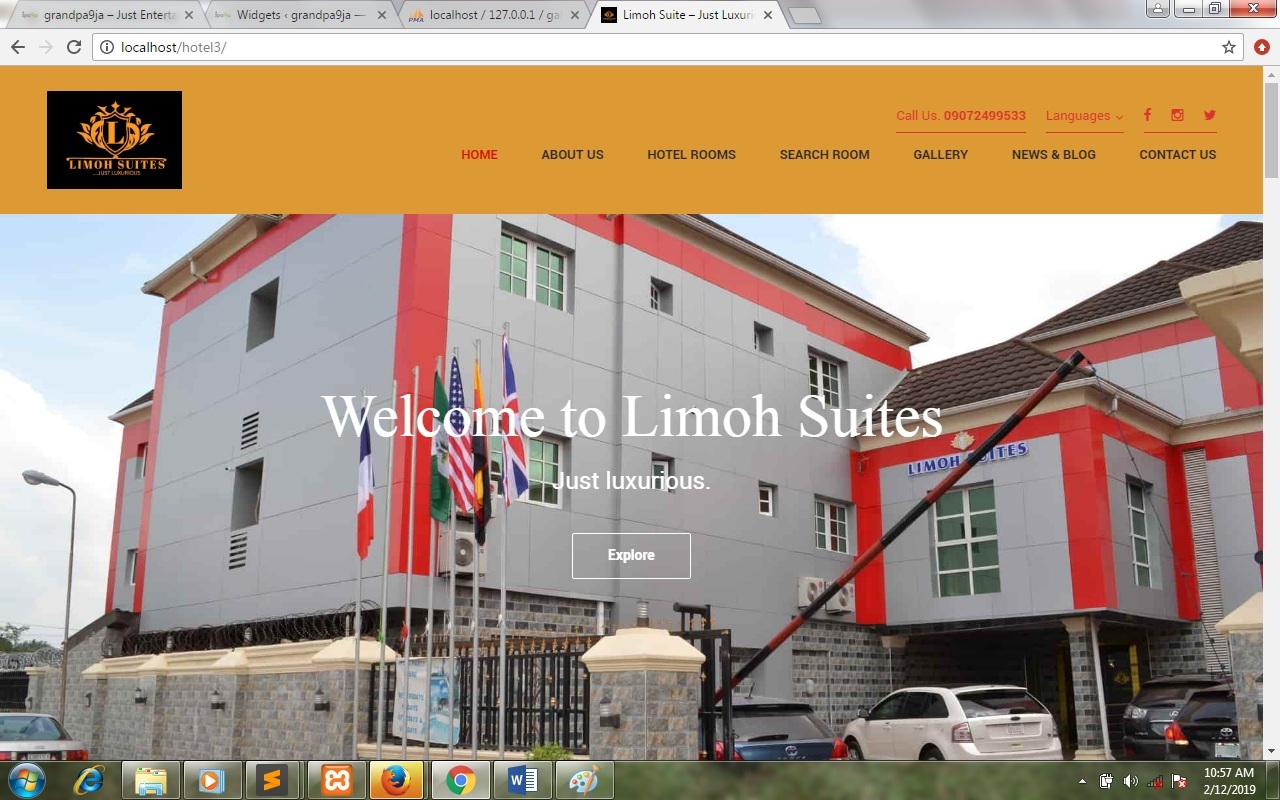 grandpa9ja – Just Enterta
Widgets ‹ grandpa9ja —
localhost / 127.0.0.1 / ga
Limoh Suite – Just Luxuri
localhost/hotel3/
LIMOH SUITES
...JUST LUXURIOUS
Call Us. 09072499533
Languages
HOME
ABOUT US
HOTEL ROOMS
SEARCH ROOM
GALLERY
NEWS & BLOG
CONTACT US
Welcome to Limoh Suites
LIMOH SUITES
Just luxurious.
Explore
10:57 AM
2/12/2019